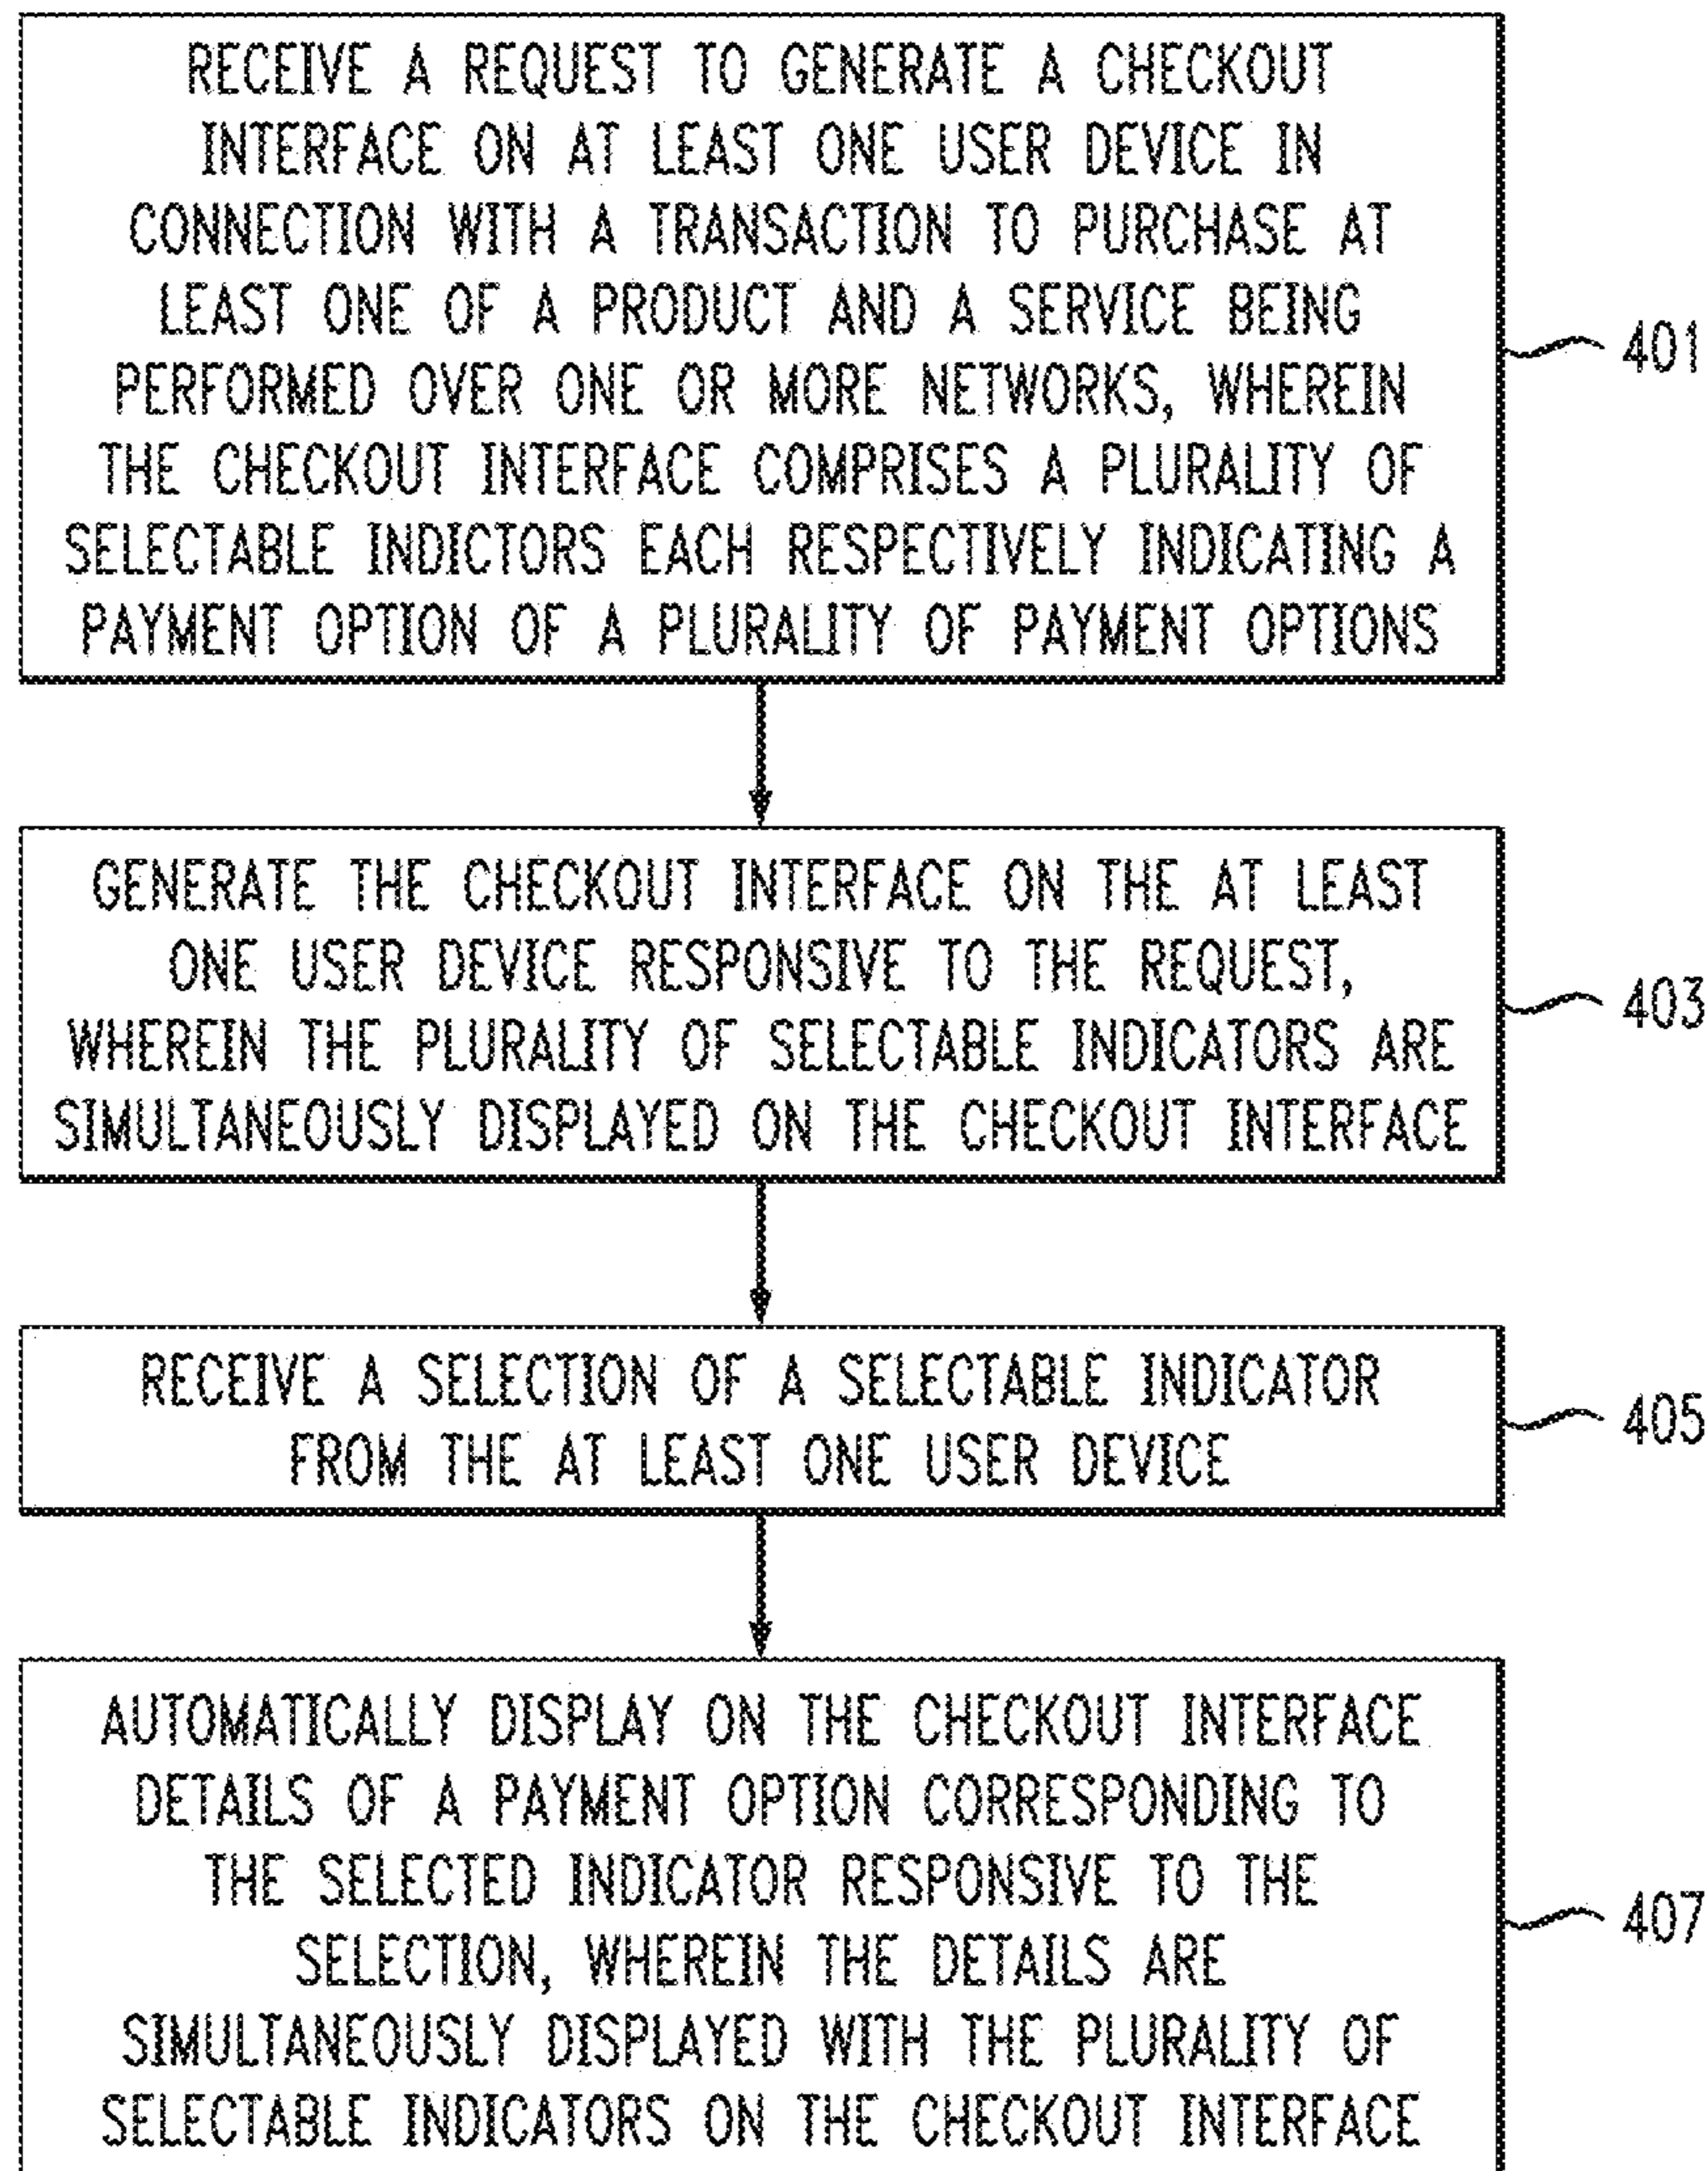 RECEIVE A REQUEST TO GENERATE A CHECKOUT
INTERFACE ON AT LEAST ONE USER DEVICE IN
CONNECTION WITH A TRANSACTION TO PURCHASE AT
LEAST ONE OF A PRODUCT AND A SERVICE BEING
PERFORMED OVER ONE OR MORE NETWORKS, WHEREIN
THE CHECKOUT INTERFACE COMPRISES A PLURALITY OF
SELECTABLE INDICTORS EACH RESPECTIVELY INDICATING A
PAYMENT OPTION OF A PLURALITY OF PAYMENT OPTIONS
401
GENERATE THE CHECKOUT INTERFACE ON THE AT LEAST
ONE USER DEVICE RESPONSIVE TO THE REQUEST,
WHEREIN THE PLURALITY OF SELECTABLE INDICATORS ARE
SIMULTANEOUSLY DISPLAYED ON THE CHECKOUT INTERFACE
403
RECEIVE A SELECTION OF A SELECTABLE INDICATOR
FROM THE AT LEAST ONE USER DEVICE
405
AUTOMATICALLY DISPLAY ON THE CHECKOUT INTERFACE
DETAILS OF A PAYMENT OPTION CORRESPONDING TO
THE SELECTED INDICATOR RESPONSIVE TO THE
SELECTION, WHEREIN THE DETAILS ARE
SIMULTANEOUSLY DISPLAYED WITH THE PLURALITY OF
SELECTABLE INDICATORS ON THE CHECKOUT INTERFACE
407